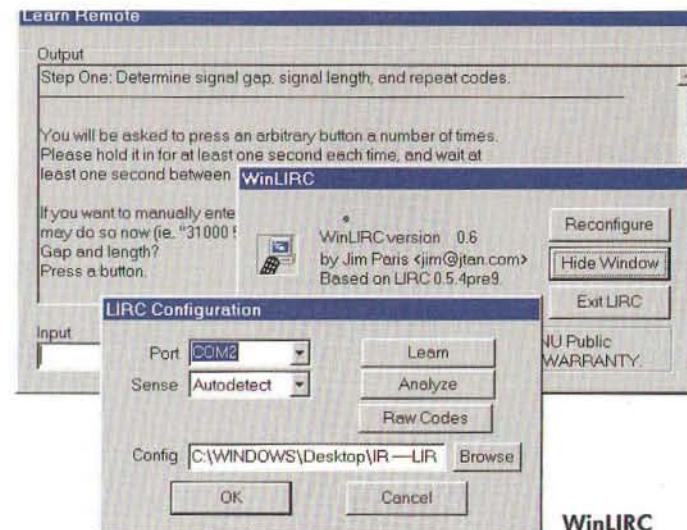 Learn Remote
Output
Step One: Determine signal gap, signal length, and repeat codes.
You will be asked to press an arbitrary button a number of times.
Please hold it in for at least one second each time, and wait at
least one second between
If you want to manually ente
may do so now (ie. "31000
Gap and length?
Press a button.
Input
WinLIRC
WinLIRC version 0.6
by Jim Paris <jim@jtan.com>
Based on LIRC 0.5.4pre9
Reconfigure
Hide Window
Exit LIRC
NU Public
WARRANTY.
LIRC Configuration
Port COM2
Learn
Sense Autodetect
Analyze
Raw Codes
Config C:\WINDOWS\Desktop\IR—LIR Browse
OK Cancel
WinLIRC